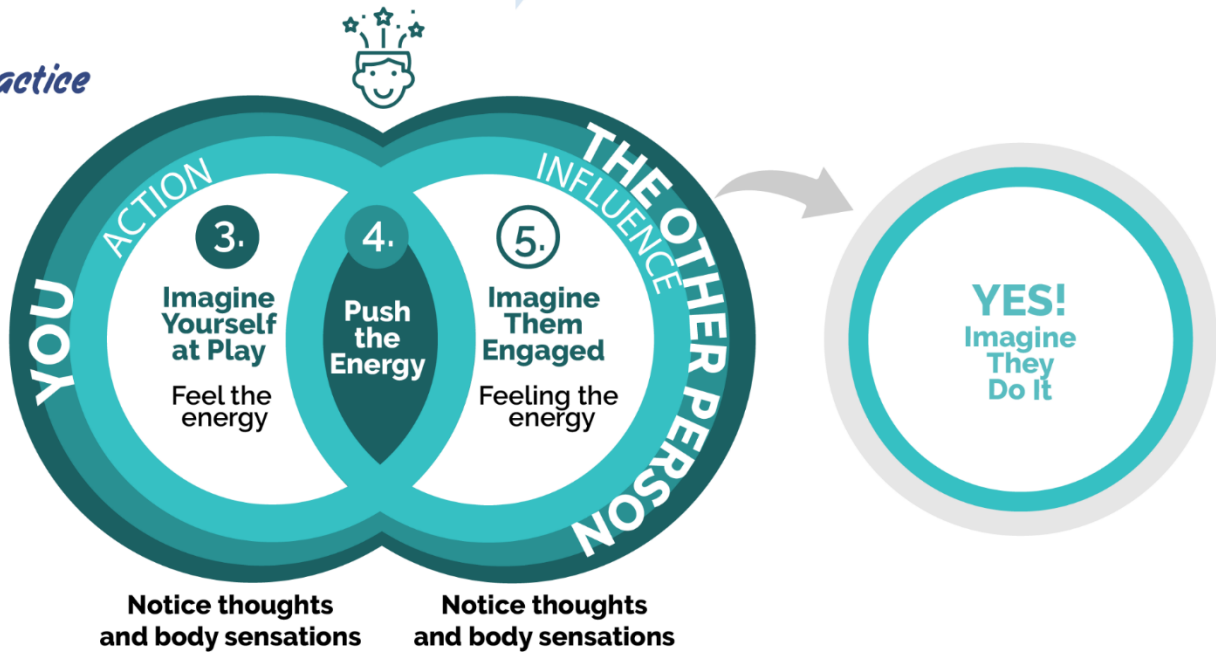 actice
YOU
ACTION
3.
Imagine
Yourself
at Play
Feel the
energy
4.
Push
the
Energy
THE OTHER PERSON
INFLUENCE
5.
Imagine
Them
Engaged
Feeling the
energy
YES!
Imagine
They
Do It
Notice thoughts
and body sensations
Notice thoughts
and body sensations